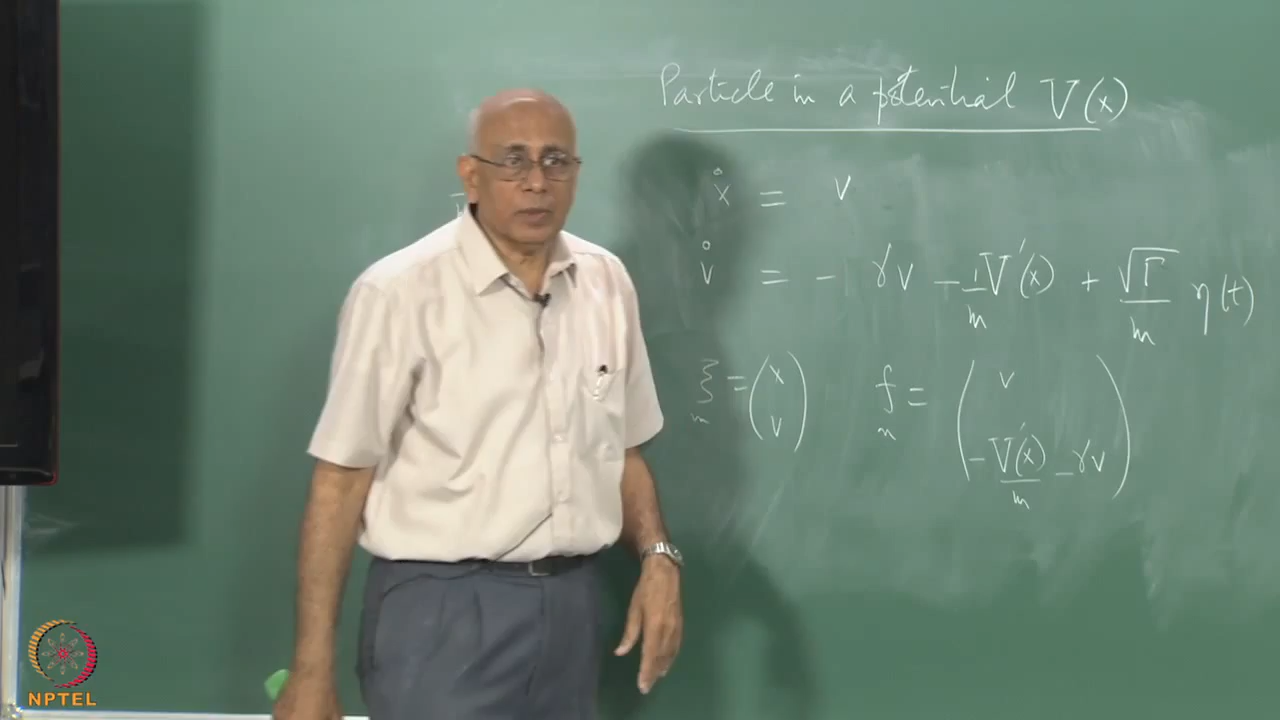 Particle in a potential V(x)
ẋ = v
v̇ = - γv - 1/m V'(x) + √Γ/m η(t)
ξ = (x v) f = (v -V'(x)/m - γv)
NPTEL